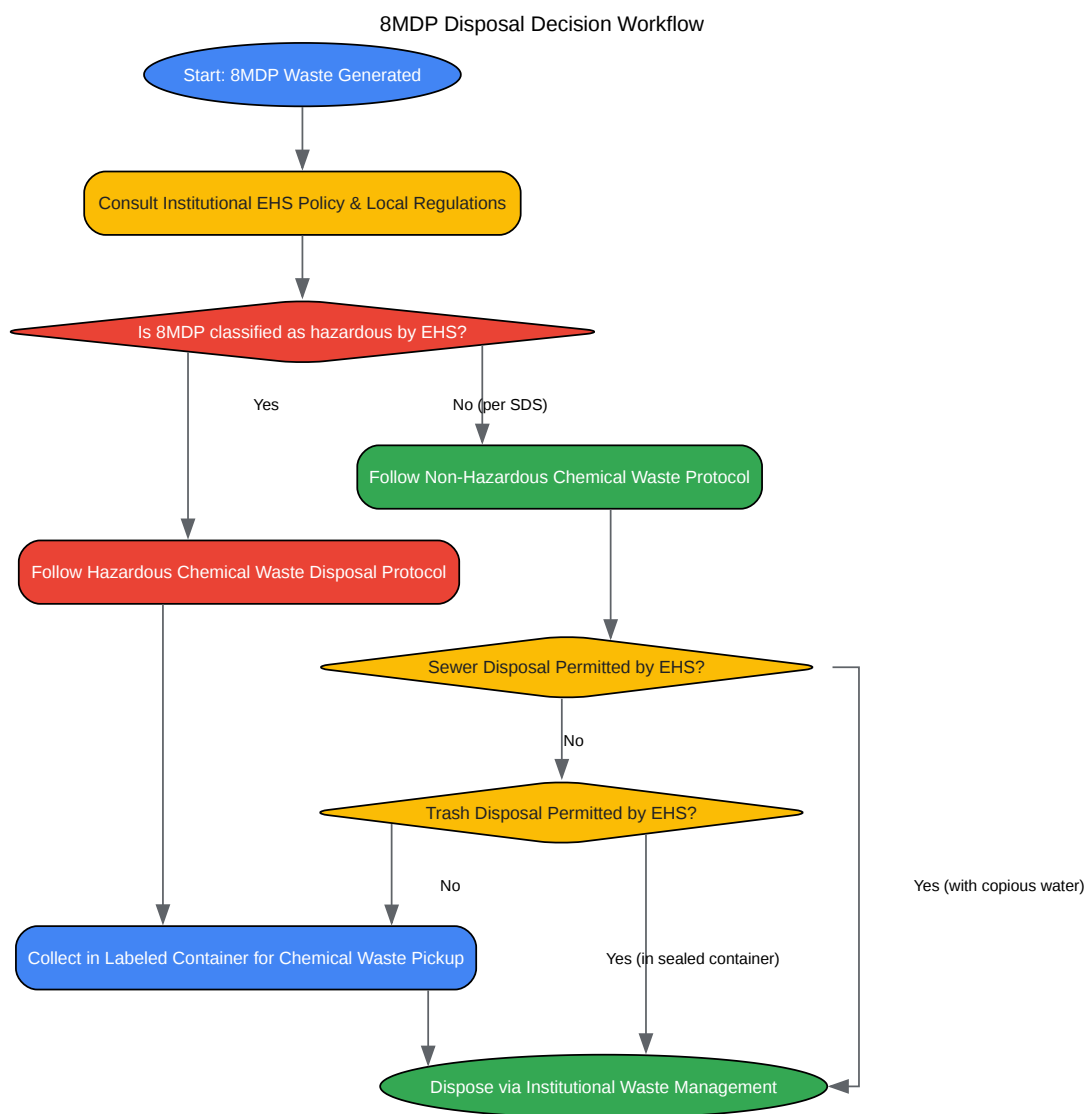 8MDP Disposal Decision Workflow
Start: 8MDP Waste Generated
Consult Institutional EHS Policy & Local Regulations
Is 8MDP classified as hazardous by EHS?
Yes
No (per SDS)
Follow Non-Hazardous Chemical Waste Protocol
Follow Hazardous Chemical Waste Disposal Protocol
Sewer Disposal Permitted by EHS?
No
Trash Disposal Permitted by EHS?
No
Yes (with copious water)
Collect in Labeled Container for Chemical Waste Pickup
Yes (in sealed container)
Dispose via Institutional Waste Management